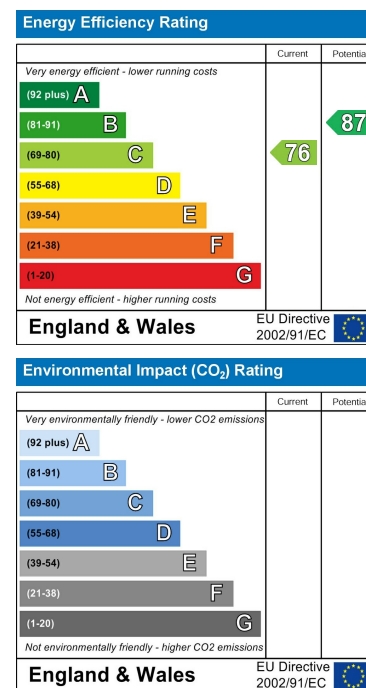 Energy Efficiency Rating
Current Potentia
Very energy efficient - lower running costs
(92 plus) A
(81-91) B
87
(69-80) C
76
(55-68) D
(39-54) E
(21-38) F
(1-20) G
Not energy efficient - higher running costs
England & Wales
EU Directive
2002/91/EC
Environmental Impact (CO₂) Rating
Current Potentia
Very environmentally friendly - lower CO2 emissions
(92 plus) A
(81-91) B
(69-80) C
(55-68) D
(39-54) E
(21-38) F
(1-20) G
Not environmentally friendly - higher CO2 emissions
England & Wales
EU Directive
2002/91/EC